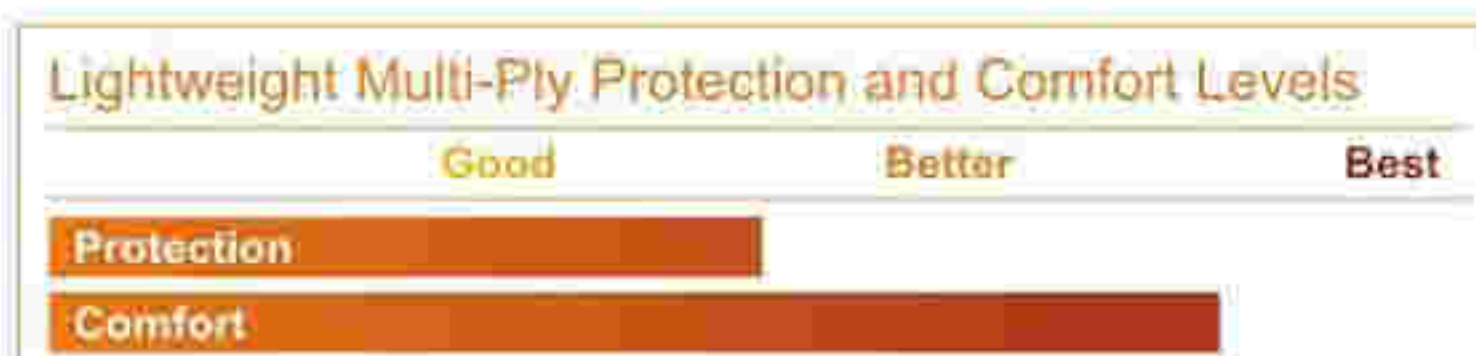 Lightweight Multi-Ply Protection and Comfort Levels
Good Better Best
Protection
Comfort